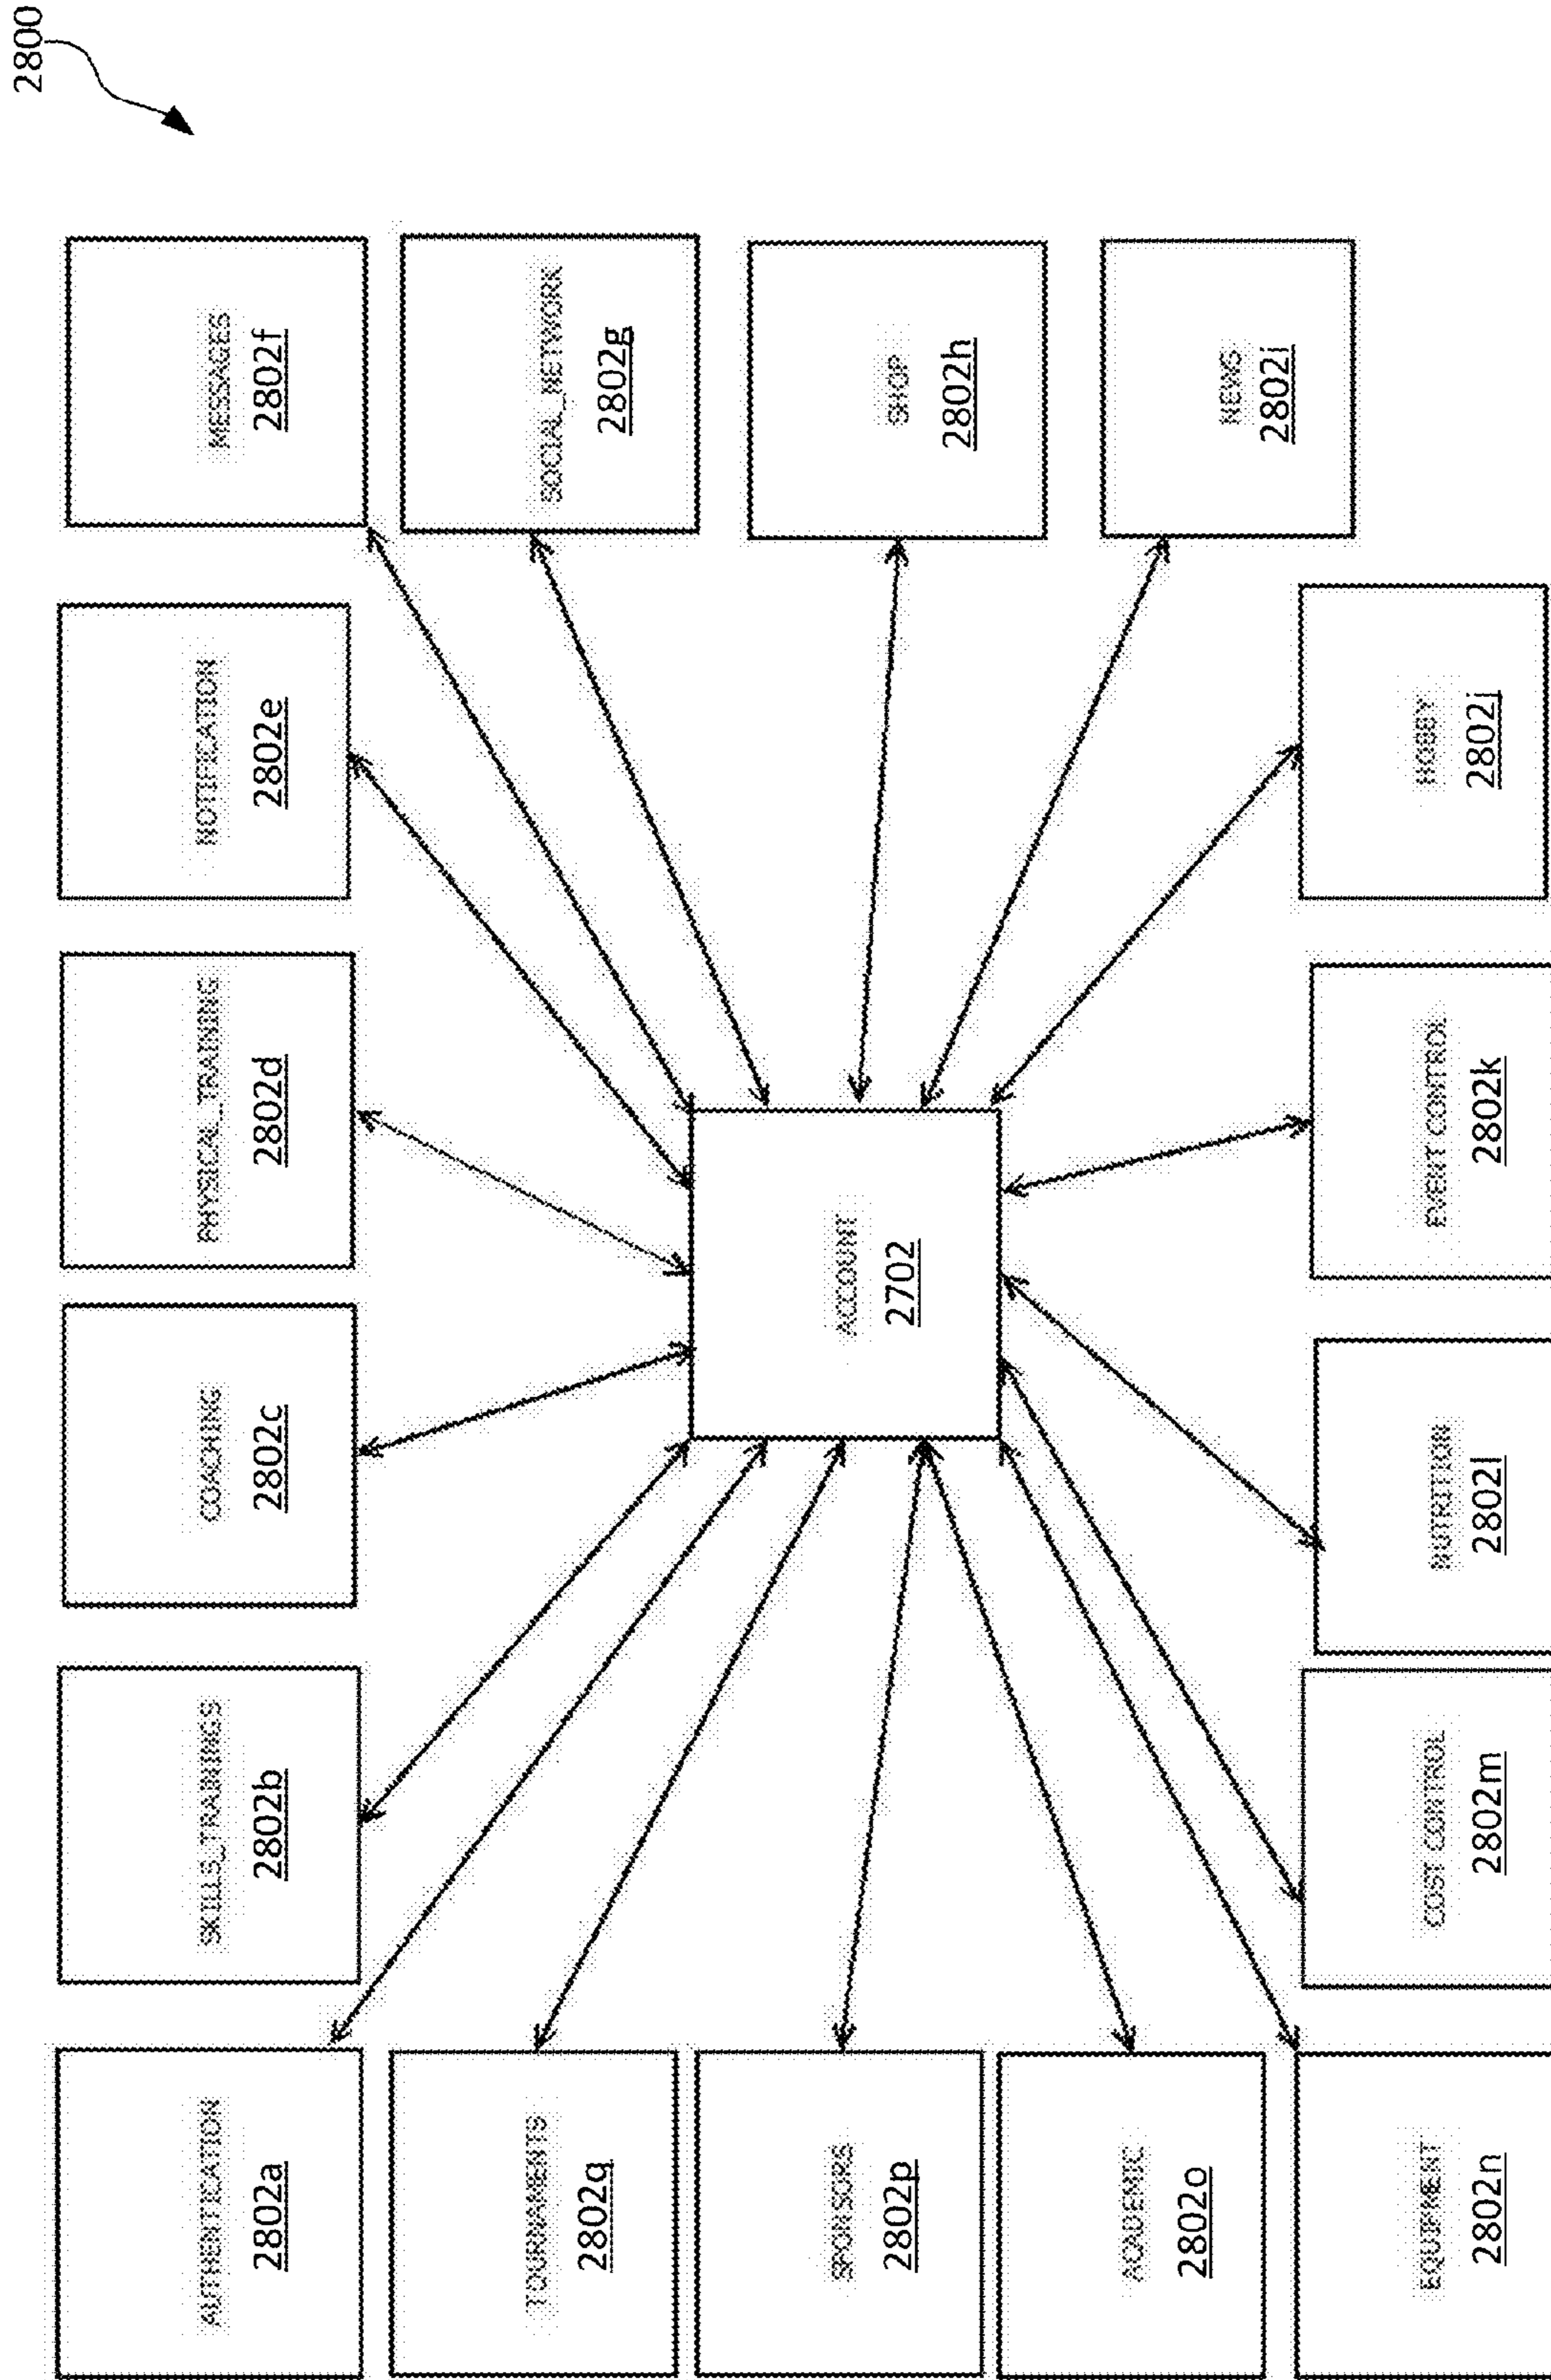 2800
AUTHENTICATION
2802a
SKILLS_TRAININGS
2802b
COACHING
2802c
PHYSICAL_TRAINING
2802d
NOTIFICATION
2802e
MESSAGES
2802f
TOURNAMENTS
2802q
SOCIAL_NETWORK
2802g
SPONSORS
2802p
ACCOUNT
2702
SHOP
2802h
ACADEMIC
2802o
NEWS
2802i
EQUIPMENT
2802n
COST CONTROL
2802m
NUTRITION
2802l
EVENT CONTROL
2802k
HOBBY
2802j